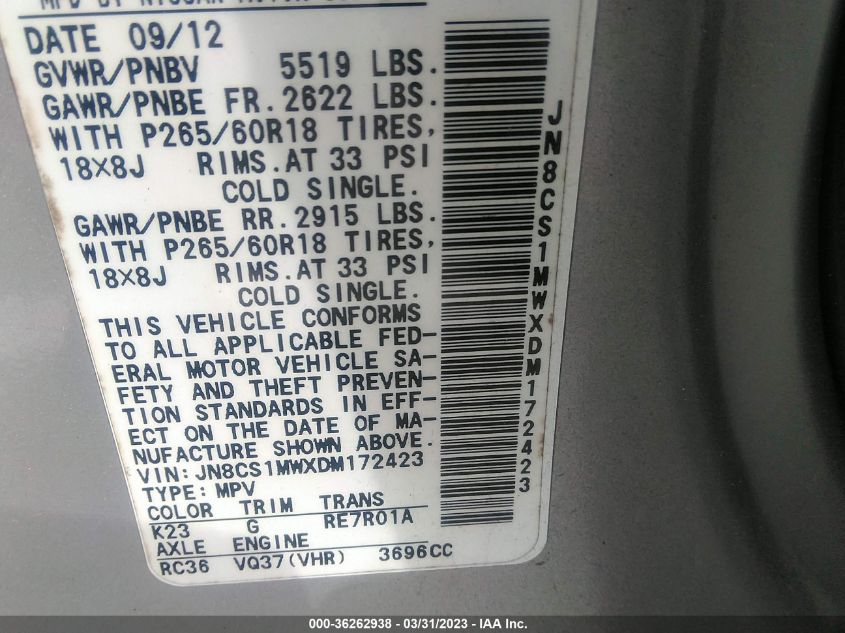 MFD BY NISSAN MOTOR
DATE 09/12
GVWR/PNBV 5519 LBS.
GAWR/PNBE FR. 2622 LBS.
WITH P265/60R18 TIRES,
18X8J RIMS. AT 33 PSI
COLD SINGLE.
GAWR/PNBE RR. 2915 LBS.
WITH P265/60R18 TIRES,
18X8J RIMS. AT 33 PSI
COLD SINGLE.
THIS VEHICLE CONFORMS
TO ALL APPLICABLE FED-
ERAL MOTOR VEHICLE SA-
FETY AND THEFT PREVEN-
TION STANDARDS IN EFF-
ECT ON THE DATE OF MA-
NUFACTURE SHOWN ABOVE.
VIN: JN8CS1MWXDM172423
TYPE: MPV
COLOR TRIM TRANS
K23 G RE7R01A
AXLE ENGINE
RC36 VQ37(VHR) 3696CC
JN8CS1MWXDM172423
000-36262938 - 03/31/2023 - IAA Inc.